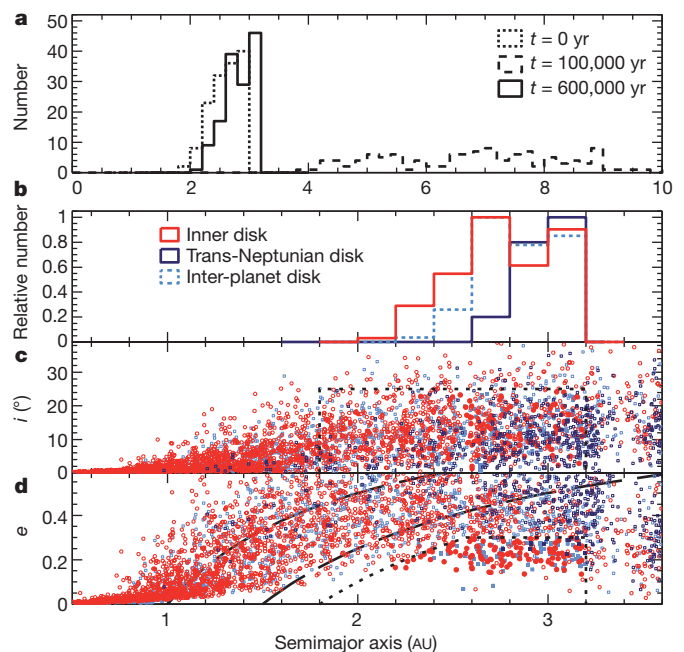 a
50
40
30
20
10
0
Number
t = 0 yr
t = 100,000 yr
t = 600,000 yr
0 2 4 6 8 10
b
1
0.8
0.6
0.4
0.2
0
Relative number
Inner disk
Trans-Neptunian disk
Inter-planet disk
c
30
20
10
0
i (°)
d
0.4
0.2
0
e
1 2 3
Semimajor axis (AU)